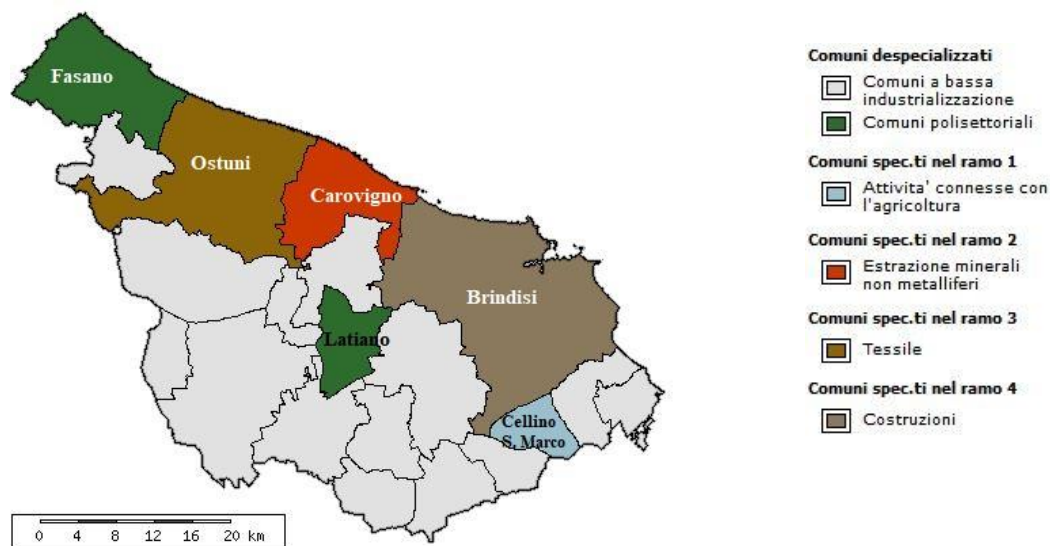 Fasano
Ostuni
Carovigno
Brindisi
Latiano
Cellino
S. Marco
0 4 8 12 16 20 km
Comuni despecializzati
Comuni a bassa
industrializzazione
Comuni polisettoriali
Comuni spec.ti nel ramo 1
Attivita' connesse con
l'agricoltura
Comuni spec.ti nel ramo 2
Estrazione minerali
non metalliferi
Comuni spec.ti nel ramo 3
Tessile
Comuni spec.ti nel ramo 4
Costruzioni